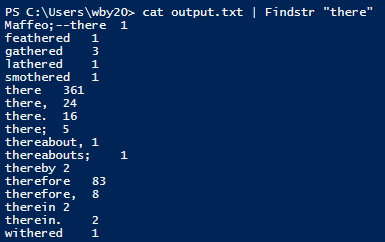 PS C:\Users\wby20> cat output.txt | Findstr "there"
Maffeo;--there 1
feathered 1
gathered 3
lathered 1
smothered 1
there 361
there, 24
there. 16
there; 5
thereabout, 1
thereabouts; 1
thereby 2
therefore 83
therefore, 8
therein 2
therein. 2
withered 1